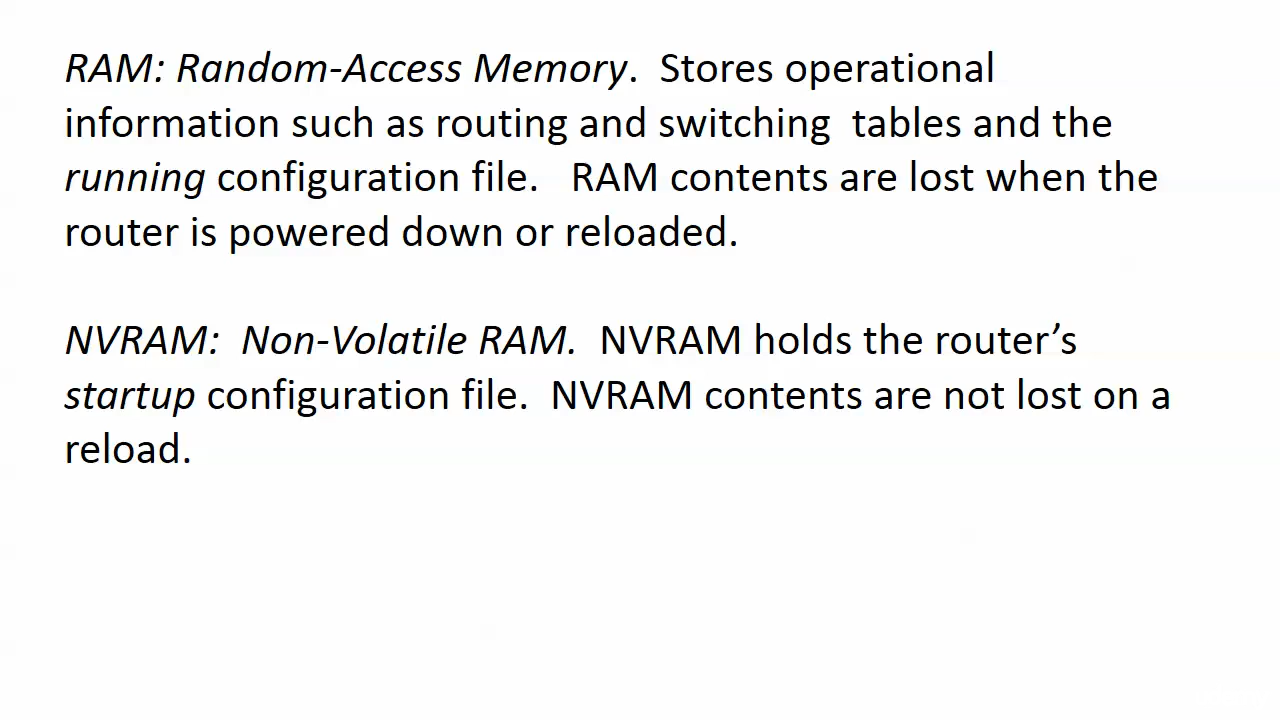 RAM: Random-Access Memory.  Stores operational
information such as routing and switching  tables and the
running configuration file.   RAM contents are lost when the
router is powered down or reloaded.
NVRAM:  Non-Volatile RAM.  NVRAM holds the router’s
startup configuration file.  NVRAM contents are not lost on a
reload.